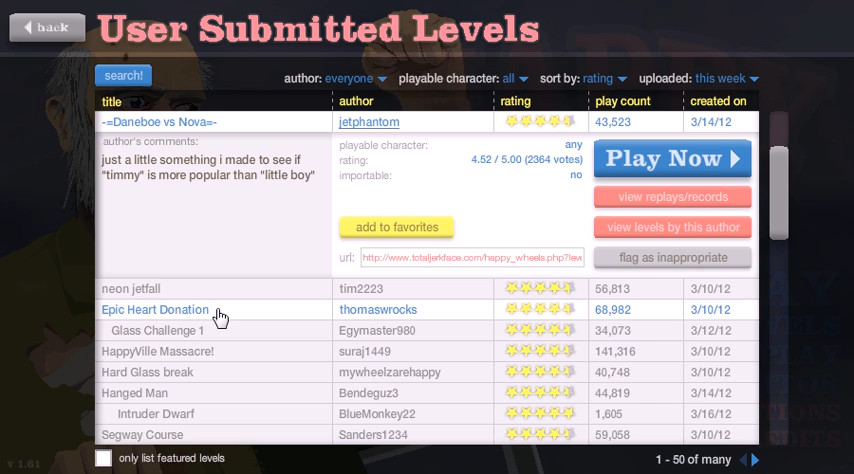 back
User Submitted Levels
search!
author: everyone playable character: all sort by: rating uploaded: this week
title author rating play count created on
-=Daneboe vs Nova=- jetphantom 43,523 3/14/12
author's comments:
just a little something i made to see if
"timmy" is more popular than "little boy"
playable character: any
rating: 4.52 / 5.00 (2364 votes)
importable: no
add to favorites
url: http://www.totaljerkface.com/happy_wheels.php?lev
Play Now
view replays/records
view levels by this author
flag as inappropriate
neon jetfall tim2223 56,813 3/10/12
Epic Heart Donation thomaswrocks 68,982 3/10/12
Glass Challenge 1 Egymaster980 34,073 3/12/12
HappyVille Massacre! suraj1449 141,316 3/10/12
Hard Glass break mywheelzarehappy 40,748 3/10/12
Hanged Man Bendeguz3 44,819 3/14/12
Intruder Dwarf BlueMonkey22 1,605 3/16/12
Segway Course Sanders1234 59,058 3/10/12
only list featured levels
1 - 50 of many
v 1.61